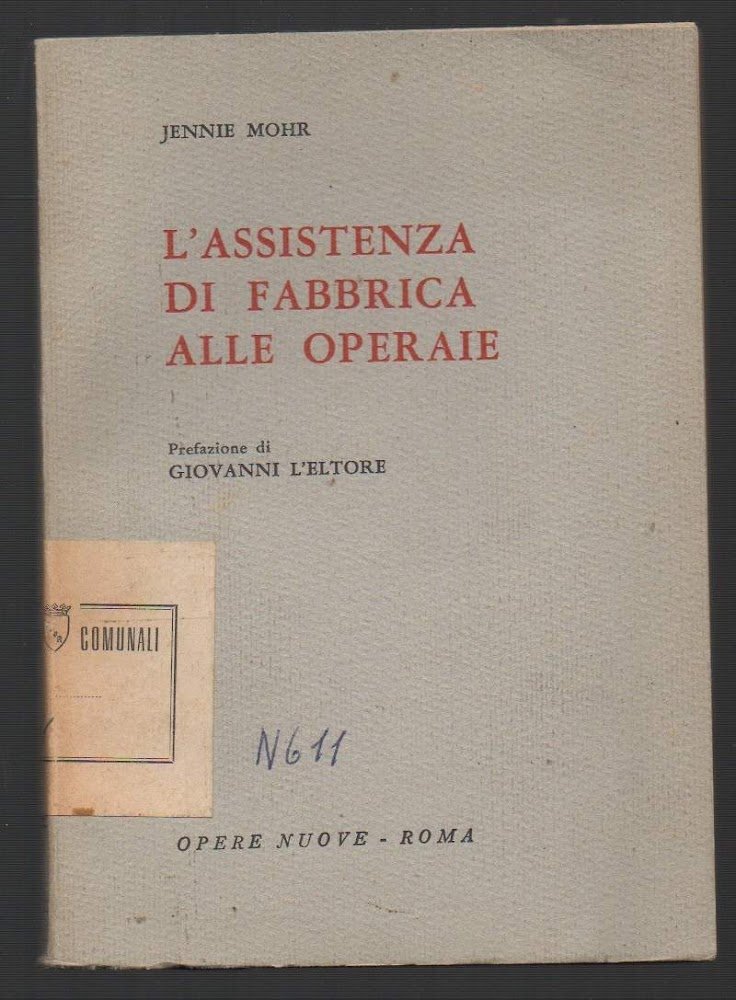 JENNIE MOHR
L'ASSISTENZA
DI FABBRICA
ALLE OPERAIE
Prefazione di
GIOVANNI L'ELTORE
COMUNALI
N611
OPERE NUOVE - ROMA